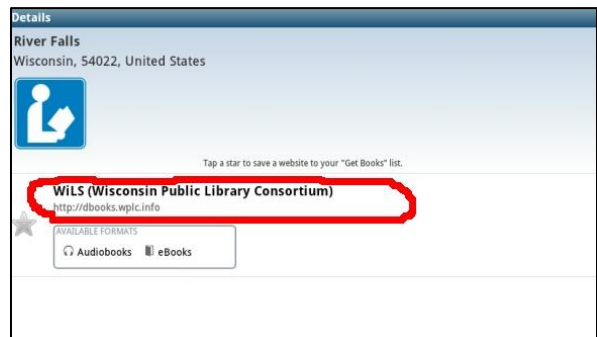 Details
River Falls
Wisconsin, 54022, United States
Tap a star to save a website to your "Get Books" list.
WiLS (Wisconsin Public Library Consortium)
http://dbooks.wplc.info
AVAILABLE FORMATS
Audiobooks eBooks